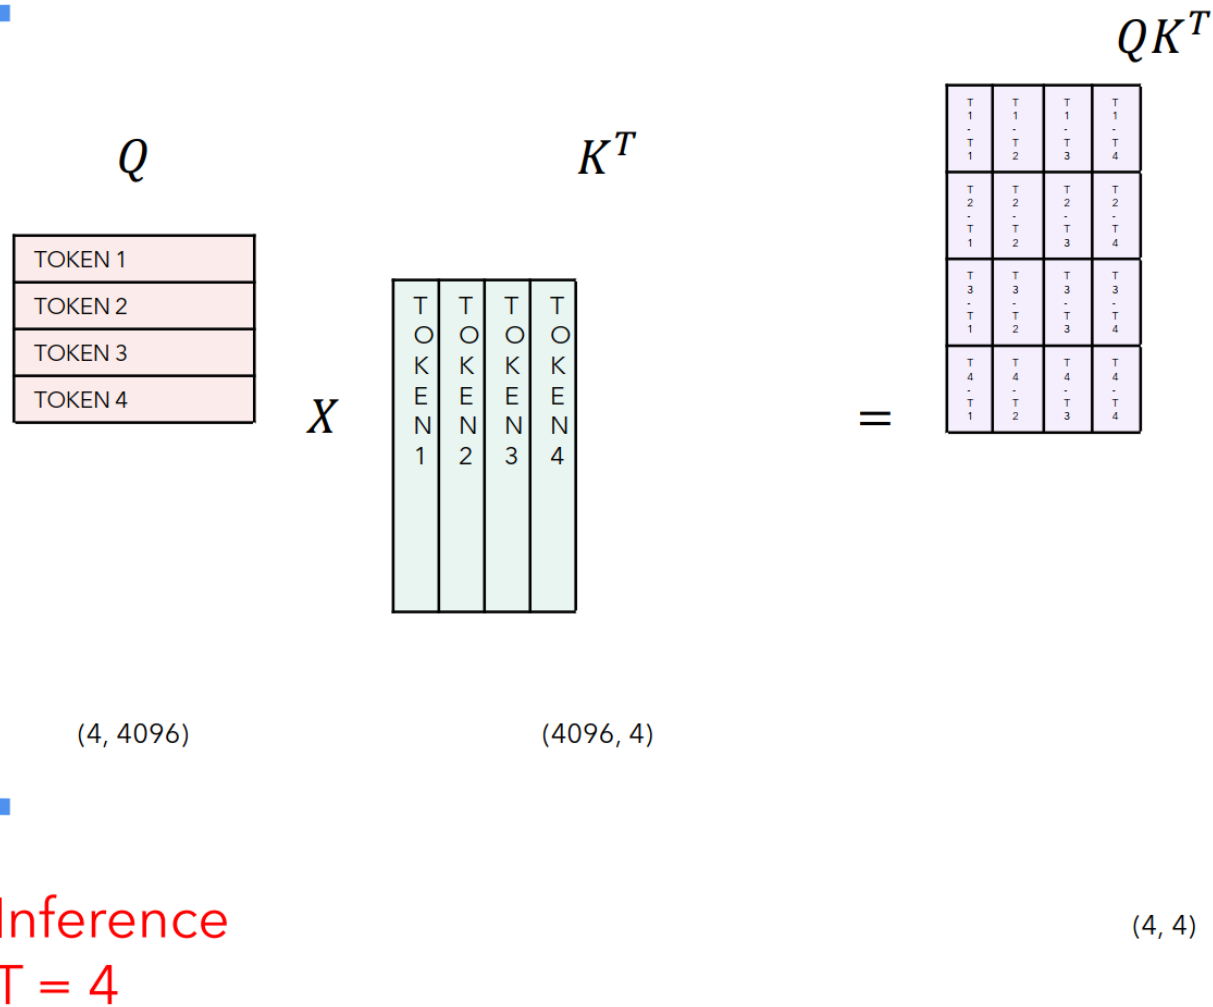 QK^T
Q
K^T
T1-T1 T1-T2 T1-T3 T1-T4
T2-T1 T2-T2 T2-T3 T2-T4
T3-T1 T3-T2 T3-T3 T3-T4
T4-T1 T4-T2 T4-T3 T4-T4
TOKEN 1
TOKEN 2
TOKEN 3
TOKEN 4
X
TOKEN1
TOKEN2
TOKEN3
TOKEN4
=
(4, 4096)
(4096, 4)
Inference
T = 4
(4, 4)